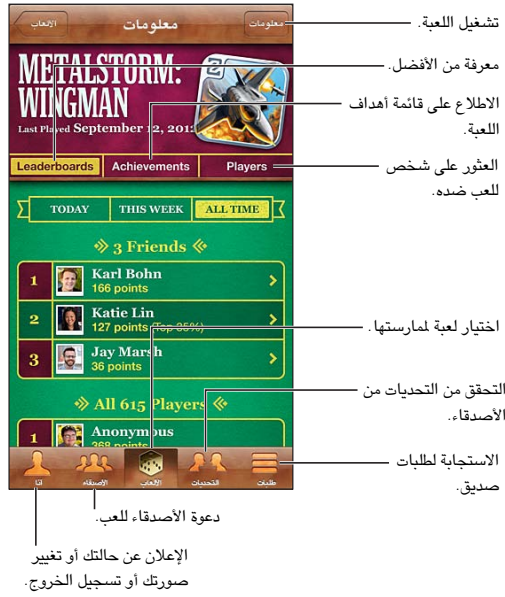 الألعاب
معلومات
معلومات
تشغيل اللعبة.
METALSTORM:
WINGMAN
Last Played September 12, 2012
معرفة من الأفضل.
الاطلاع على قائمة أهداف
اللعبة.
Leaderboards
Achievements
Players
العثور على شخص
للعب ضده.
TODAY
THIS WEEK
ALL TIME
3 Friends
1 Karl Bohn
166 points
2 Katie Lin
127 points (Top 35%)
3 Jay Marsh
36 points
اختيار لعبة لممارستها.
All 615 Players
1 Anonymous
368 points
التحقق من التحديات من
الأصدقاء.
أنا
الأصدقاء
الألعاب
التحديات
طلبات
الاستجابة لطلبات
صديق.
دعوة الأصدقاء للعب.
الإعلان عن حالتك أو تغيير
صورتك أو تسجيل الخروج.